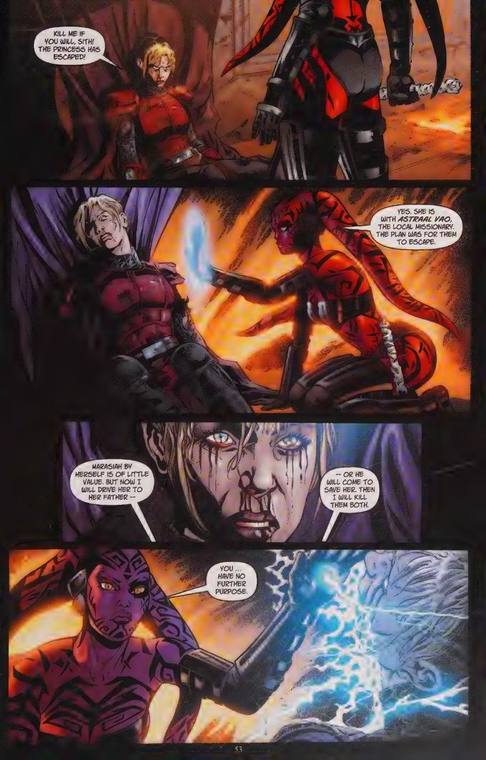 KILL ME IF
YOU WILL, SITH!
THE PRINCESS HAS
ESCAPED!
YES. SHE IS
WITH ASTRAAL VAO,
THE LOCAL MISSIONARY.
THE PLAN WAS FOR THEM
TO ESCAPE.
MARASIAH BY
HERSELF IS OF LITTLE
VALUE. BUT NOW I
WILL DRIVE HER TO
HER FATHER --
-- OR HE
WILL COME TO
SAVE HER. THEN
I WILL KILL
THEM BOTH.
YOU ...
HAVE NO
FURTHER
PURPOSE.
53